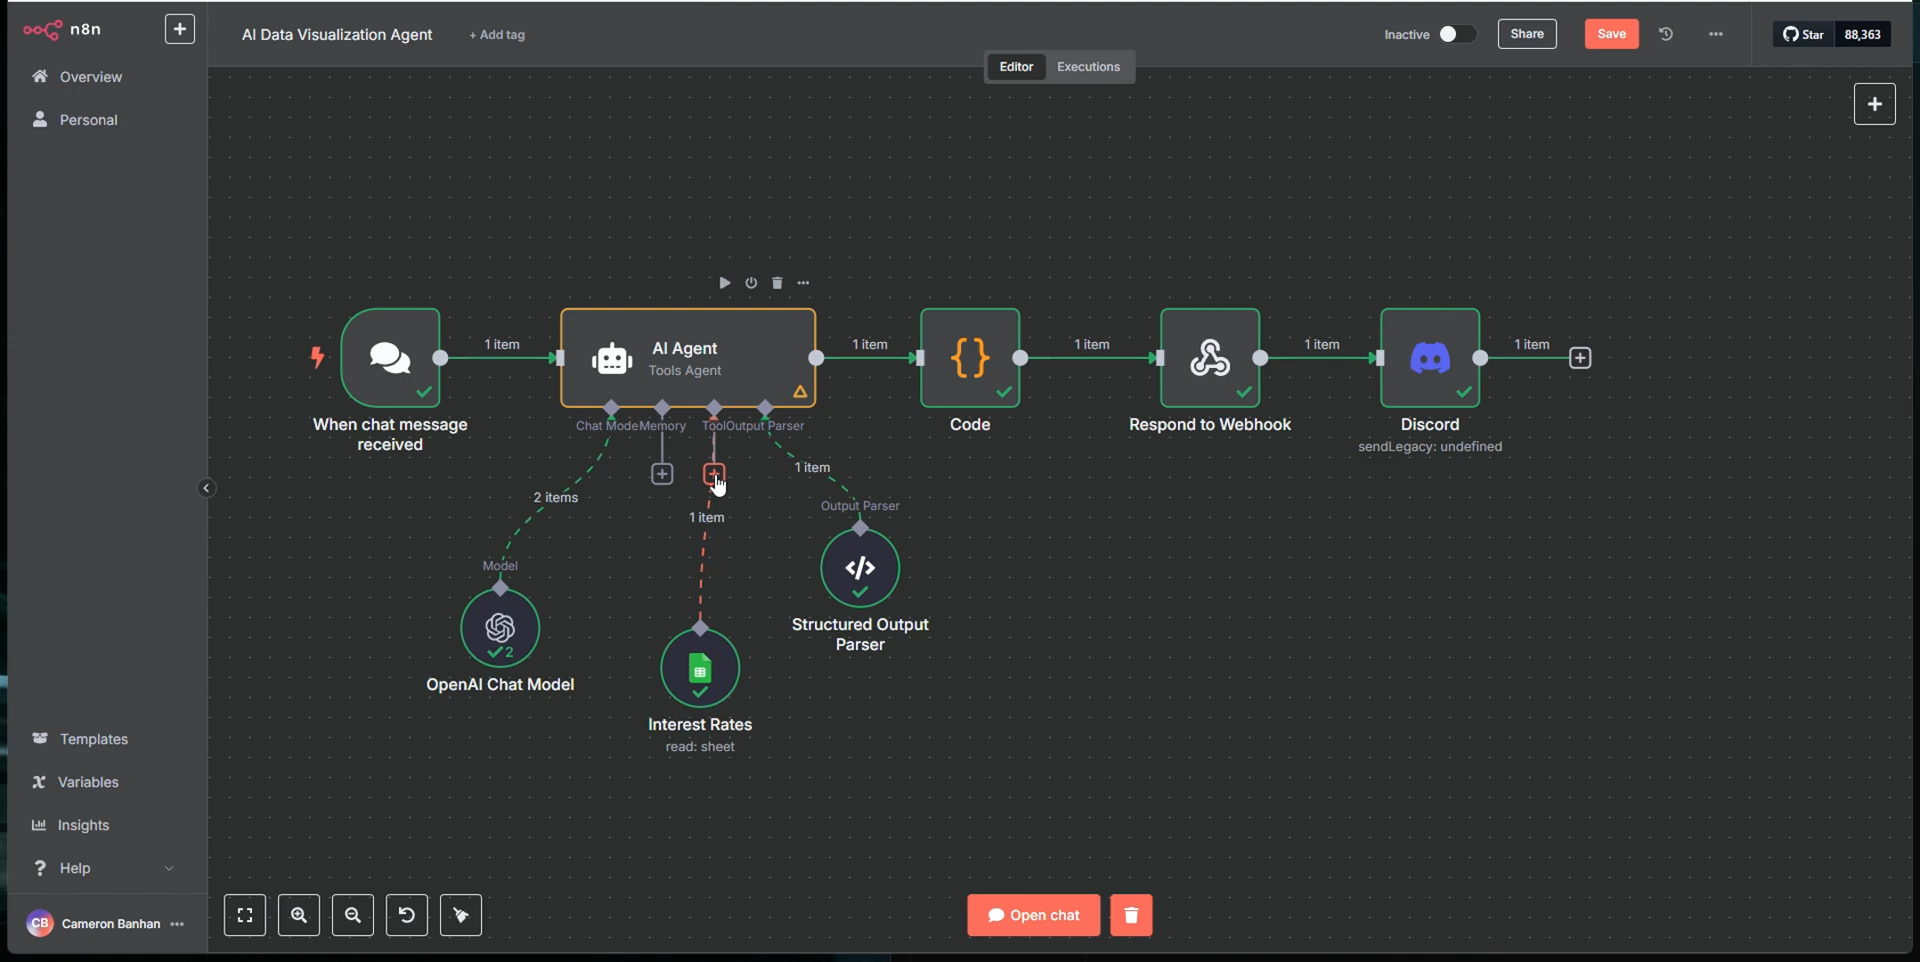 n8n
AI Data Visualization Agent
+ Add tag
Inactive
Share
Save
Star
88,363
Editor
Executions
Overview
Personal
1 item
AI Agent
Tools Agent
1 item
1 item
1 item
1 item
When chat message
received
Chat Mode
Memory
Tool
Output Parser
Code
Respond to Webhook
Discord
sendLegacy: undefined
1 item
2 items
1 item
Output Parser
Model
2
OpenAI Chat Model
Structured Output
Parser
Interest Rates
read: sheet
Templates
Variables
Insights
Help
CB
Cameron Banhan
Open chat